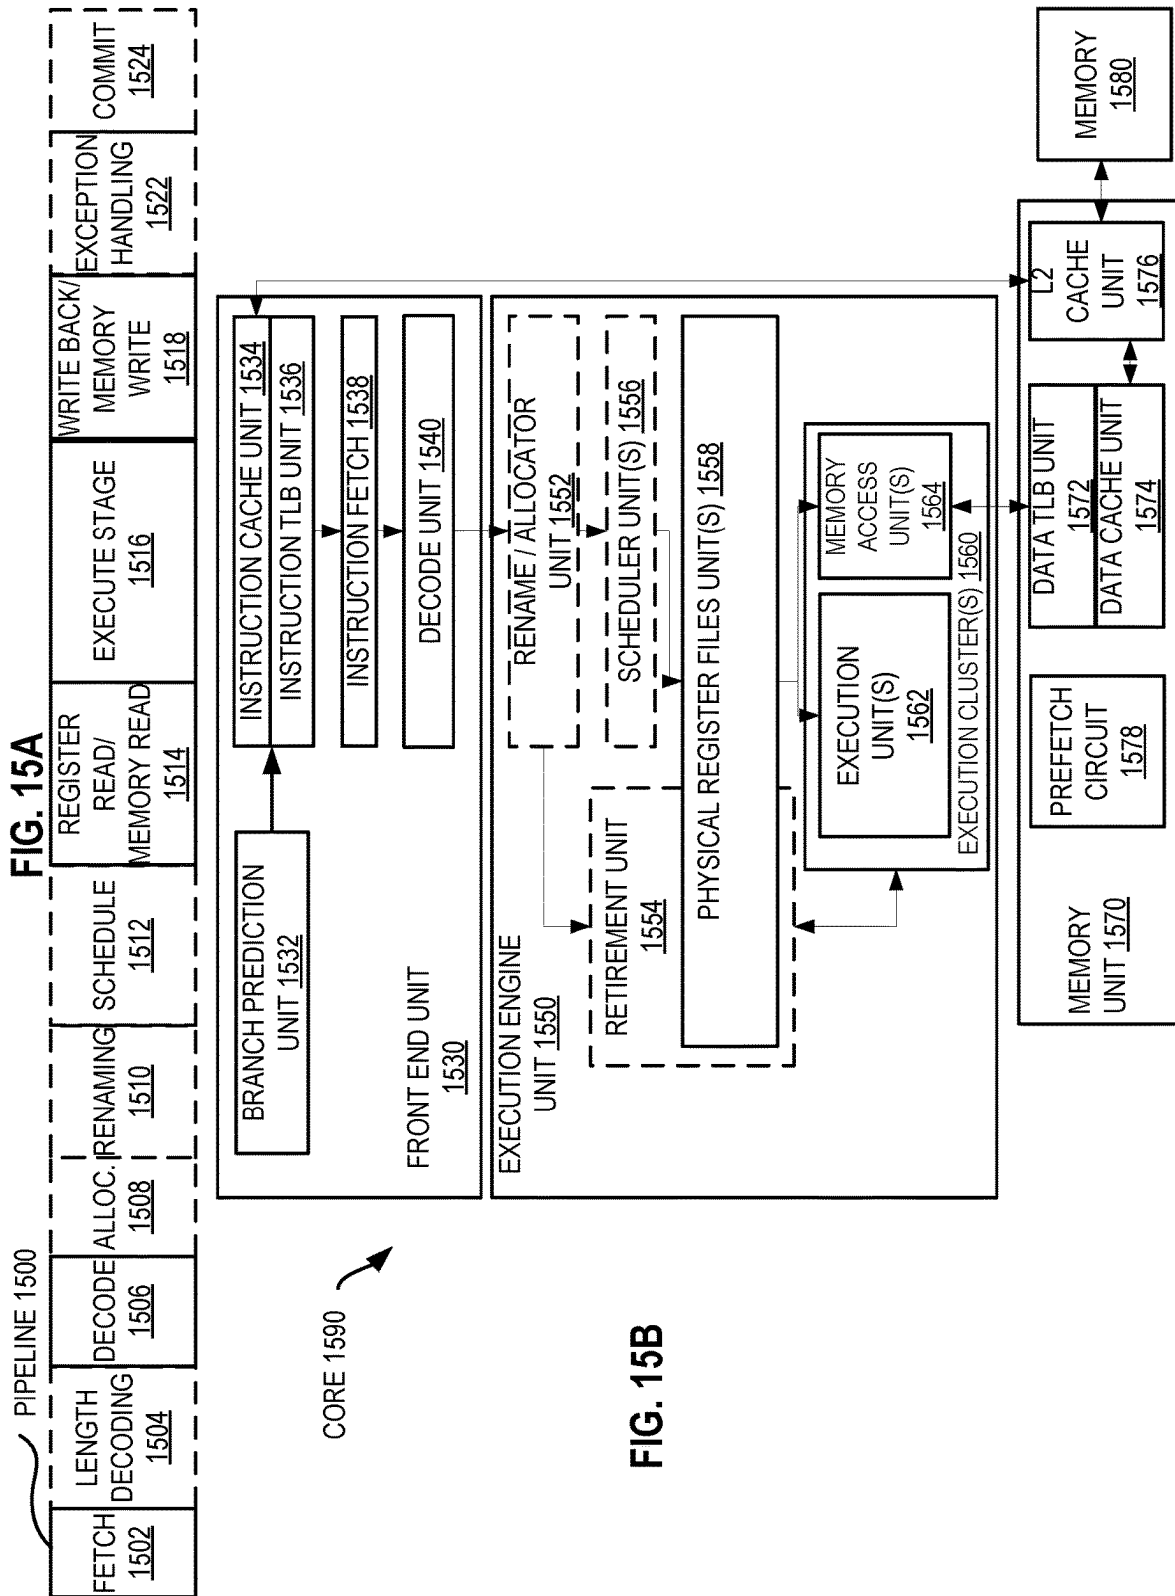 FIG. 15A
PIPELINE 1500
FETCH
1502
LENGTH
DECODING
1504
DECODE
1506
ALLOC.
1508
RENAMING
1510
SCHEDULE
1512
REGISTER
READ/
MEMORY READ
1514
EXECUTE STAGE
1516
WRITE BACK/
MEMORY
WRITE
1518
EXCEPTION
HANDLING
1522
COMMIT
1524
CORE 1590
BRANCH PREDICTION
UNIT 1532
INSTRUCTION CACHE UNIT 1534
INSTRUCTION TLB UNIT 1536
INSTRUCTION FETCH 1538
DECODE UNIT 1540
FRONT END UNIT
1530
EXECUTION ENGINE
UNIT 1550
RENAME / ALLOCATOR
UNIT 1552
SCHEDULER UNIT(S) 1556
RETIREMENT UNIT
1554
PHYSICAL REGISTER FILES UNIT(S) 1558
EXECUTION
UNIT(S)
1562
MEMORY
ACCESS
UNIT(S)
1564
EXECUTION CLUSTER(S) 1560
FIG. 15B
MEMORY
UNIT 1570
PREFETCH
CIRCUIT
1578
DATA TLB UNIT
1572
DATA CACHE UNIT
1574
L2
CACHE
UNIT
1576
MEMORY
1580